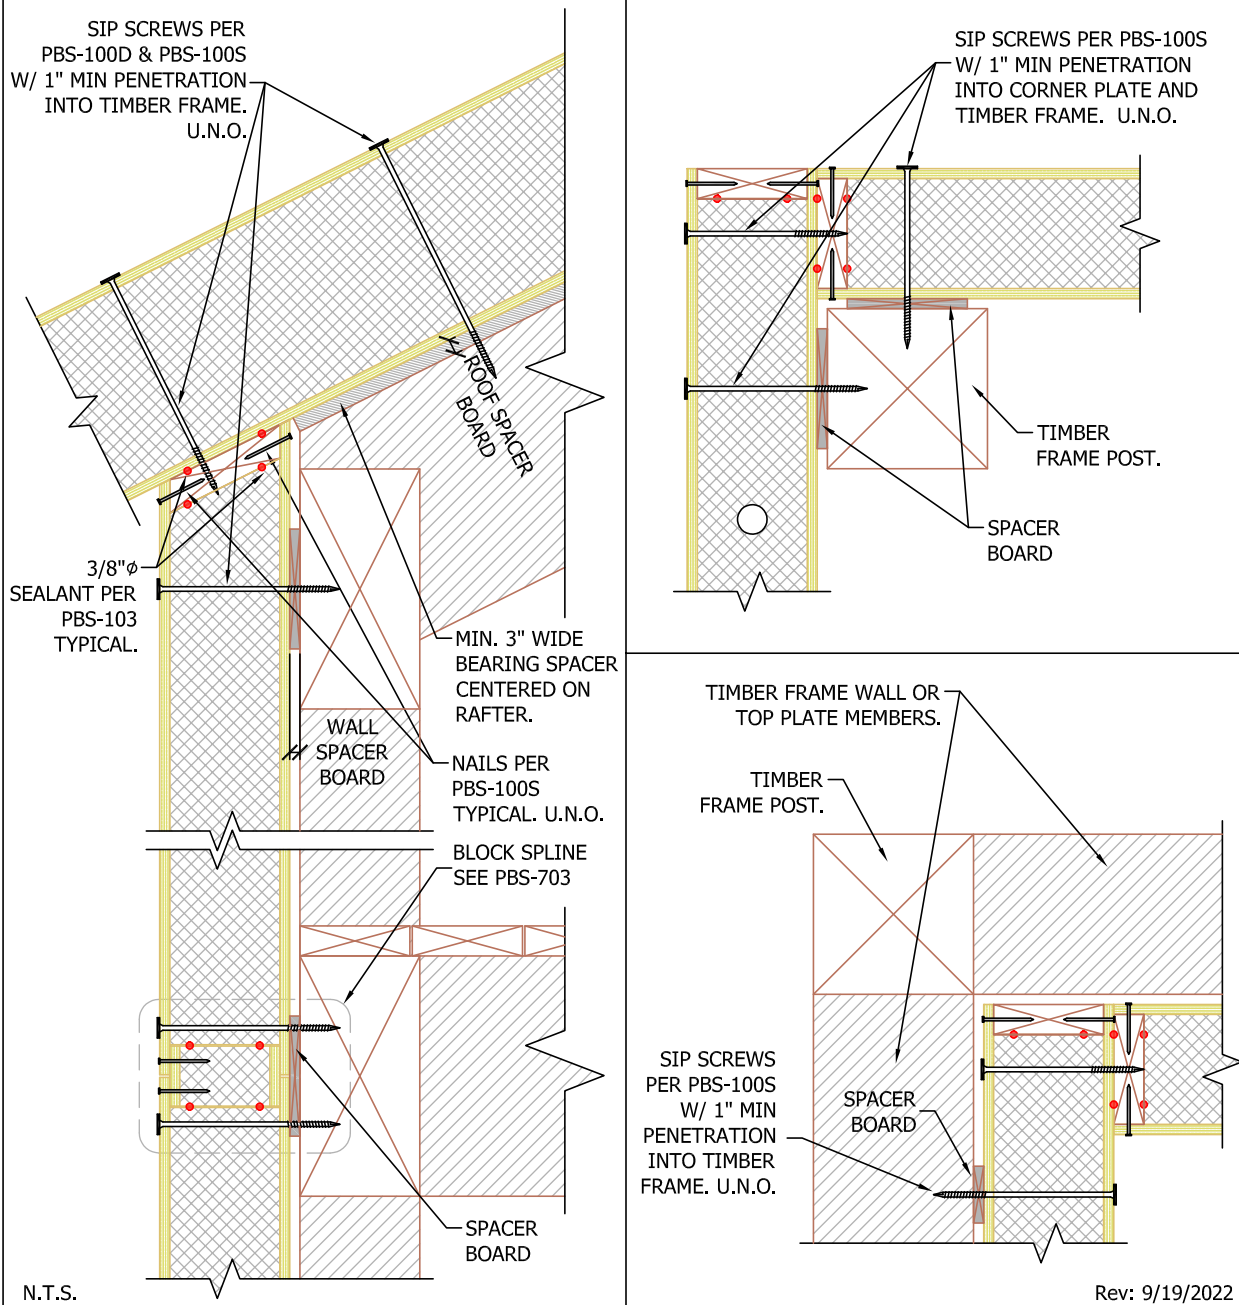 SIP SCREWS PER
PBS-100D & PBS-100S
W/ 1" MIN PENETRATION
INTO TIMBER FRAME.
U.N.O.
ROOF SPACER
BOARD
3/8"ø
SEALANT PER
PBS-103
TYPICAL.
MIN. 3" WIDE
BEARING SPACER
CENTERED ON
RAFTER.
WALL
SPACER
BOARD
NAILS PER
PBS-100S
TYPICAL. U.N.O.
BLOCK SPLINE
SEE PBS-703
SPACER
BOARD
N.T.S.
SIP SCREWS PER PBS-100S
W/ 1" MIN PENETRATION
INTO CORNER PLATE AND
TIMBER FRAME. U.N.O.
TIMBER
FRAME POST.
SPACER
BOARD
TIMBER FRAME WALL OR
TOP PLATE MEMBERS.
TIMBER
FRAME POST.
SIP SCREWS
PER PBS-100S
W/ 1" MIN
PENETRATION
INTO TIMBER
FRAME. U.N.O.
SPACER
BOARD
Rev: 9/19/2022